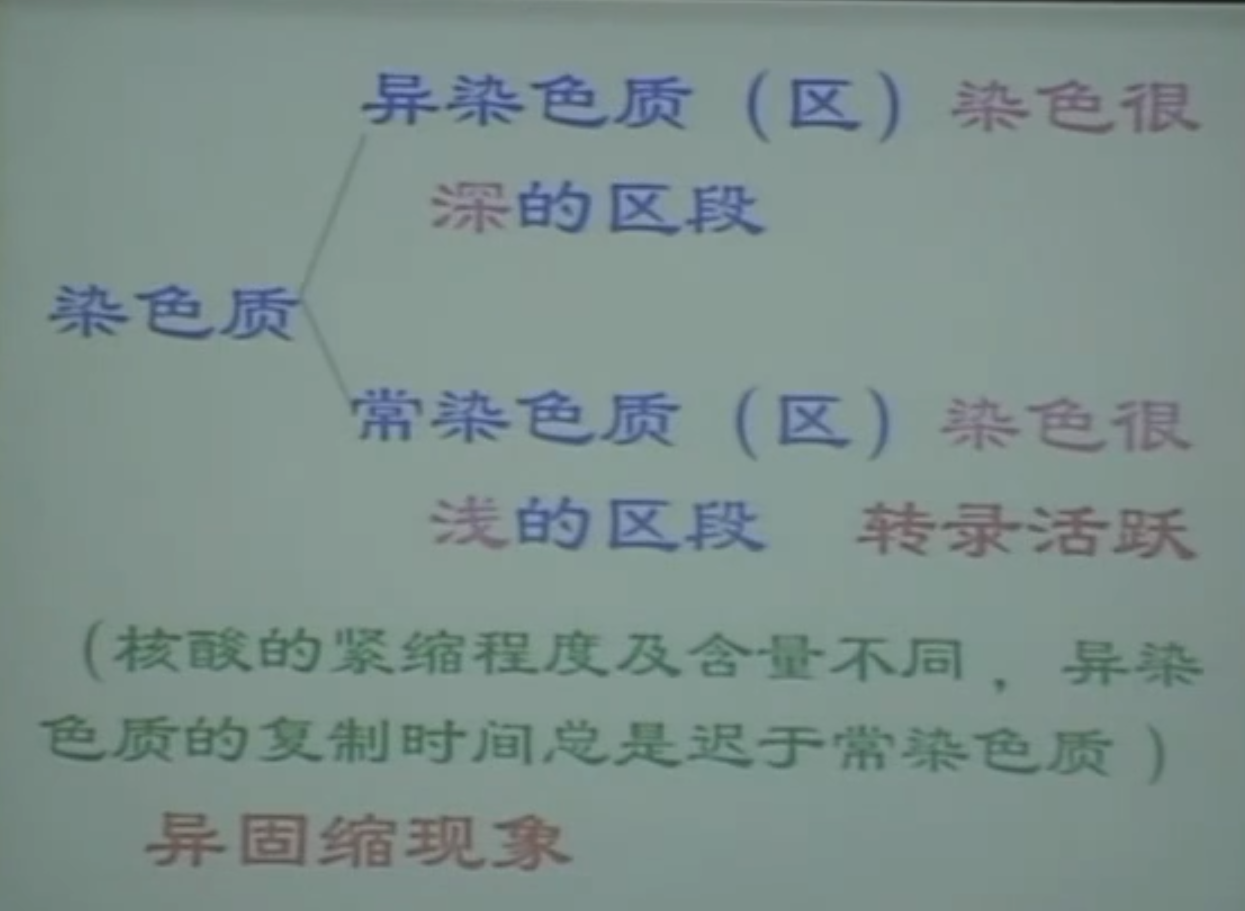 异染色质（区）染色很
深的区段
染色质
常染色质（区）染色很
浅的区段 转录活跃
（核酸的紧缩程度及含量不同，异染
色质的复制时间总是迟于常染色质）
异固缩现象